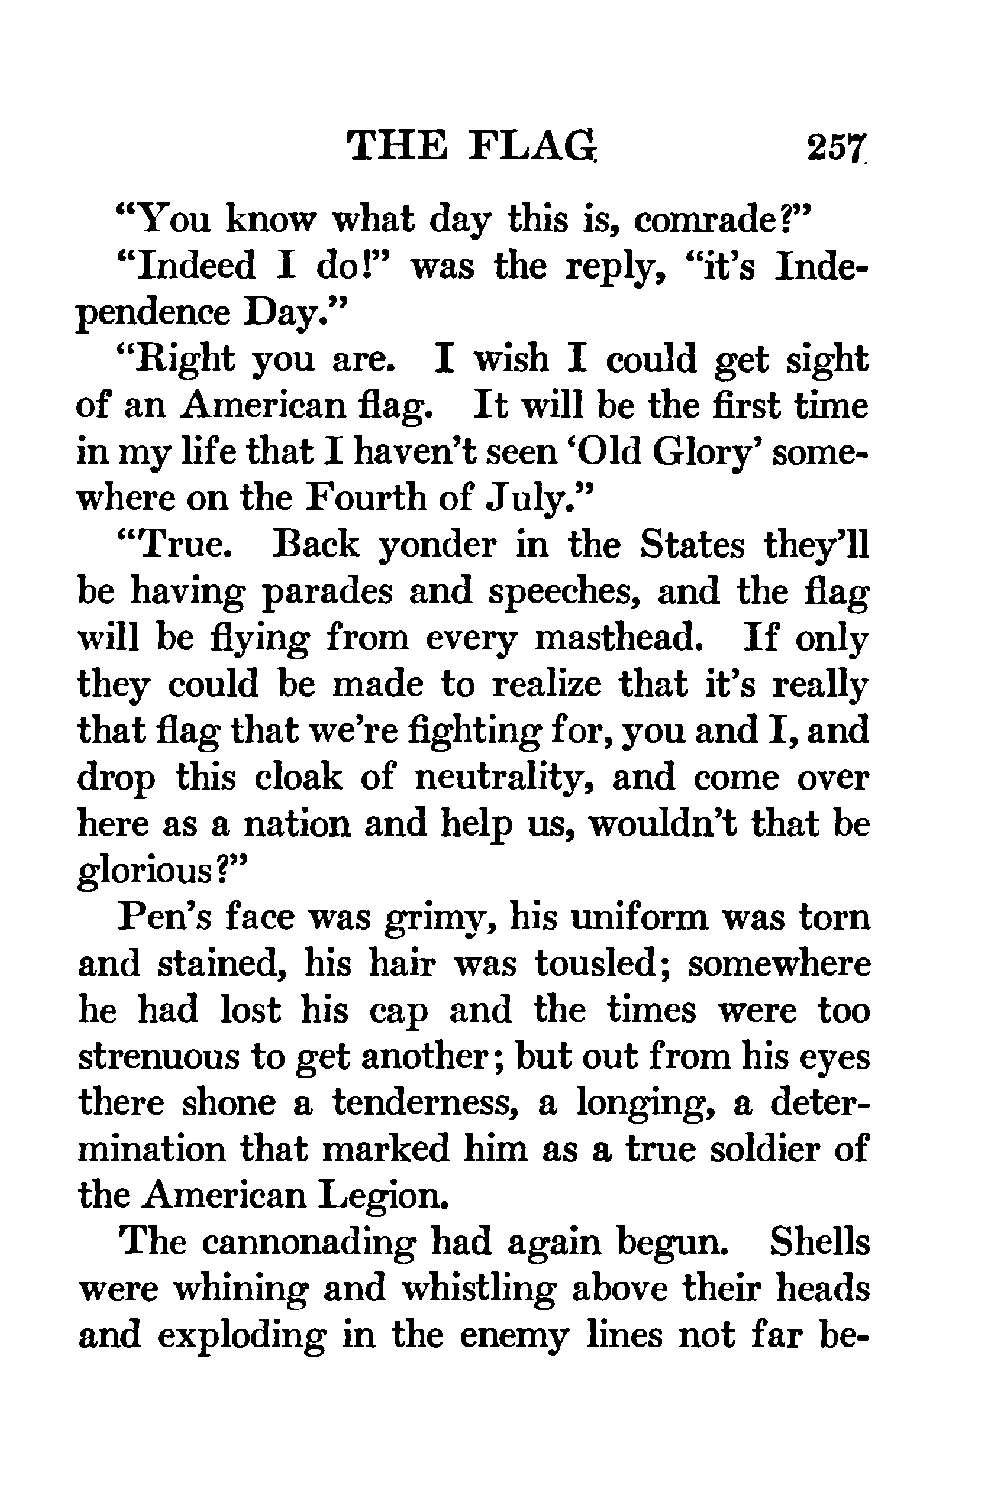 THE FLAG 257
“You know what day this is, comrade?”
“Indeed I do!” was the reply, “it’s Inde-
pendence Day.”
“Right you are. I wish I could get sight
of an American flag. It will be the first time
in my life that I haven’t seen ‘Old Glory’ some-
where on the Fourth of July.”
“True. Back yonder in the States they’ll
be having parades and speeches, and the flag
will be flying from every masthead. If only
they could be made to realize that it’s really
that flag that we’re fighting for, you and I, and
drop this cloak of neutrality, and come over
here as a nation and help us, wouldn’t that be
glorious?”
Pen’s face was grimy, his uniform was torn
and stained, his hair was tousled; somewhere
he had lost his cap and the times were too
strenuous to get another; but out from his eyes
there shone a tenderness, a longing, a deter-
mination that marked him as a true soldier of
the American Legion.
The cannonading had again begun. Shells
were whining and whistling above their heads
and exploding in the enemy lines not far be-